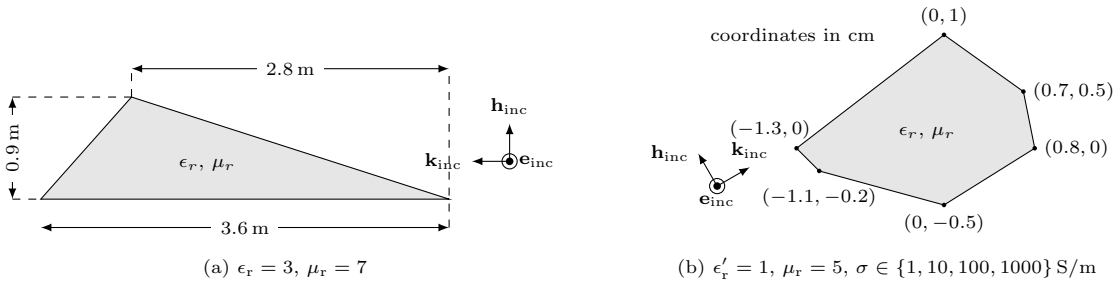 2.8 m
0.9 m
ϵ_r, μ_r
h_inc
k_inc
e_inc
3.6 m
(a) ϵ_r = 3, μ_r = 7
coordinates in cm
(0, 1)
(0.7, 0.5)
(−1.3, 0)
ϵ_r, μ_r
(0.8, 0)
h_inc
k_inc
e_inc
(−1.1, −0.2)
(0, −0.5)
(b) ϵ′_r = 1, μ_r = 5, σ ∈ {1, 10, 100, 1000} S/m